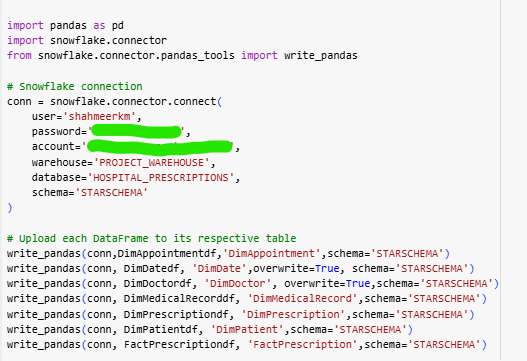 import pandas as pd
import snowflake.connector
from snowflake.connector.pandas_tools import write_pandas
# Snowflake connection
conn = snowflake.connector.connect(
user='shahmeerkm',
password='',
account='',
warehouse='PROJECT_WAREHOUSE',
database='HOSPITAL_PRESCRIPTIONS',
schema='STARSCHEMA'
)
# Upload each DataFrame to its respective table
write_pandas(conn,DimAppointmentdf,'DimAppointment',schema='STARSCHEMA')
write_pandas(conn, DimDatedf, 'DimDate',overwrite=True, schema='STARSCHEMA')
write_pandas(conn, DimDoctordf, 'DimDoctor', overwrite=True,schema='STARSCHEMA')
write_pandas(conn, DimMedicalRecorddf, 'DimMedicalRecord',schema='STARSCHEMA')
write_pandas(conn, DimPrescriptiondf, 'DimPrescription',schema='STARSCHEMA')
write_pandas(conn, DimPatientdf, 'DimPatient',schema='STARSCHEMA')
write_pandas(conn, FactPrescriptiondf, 'FactPrescription',schema='STARSCHEMA')